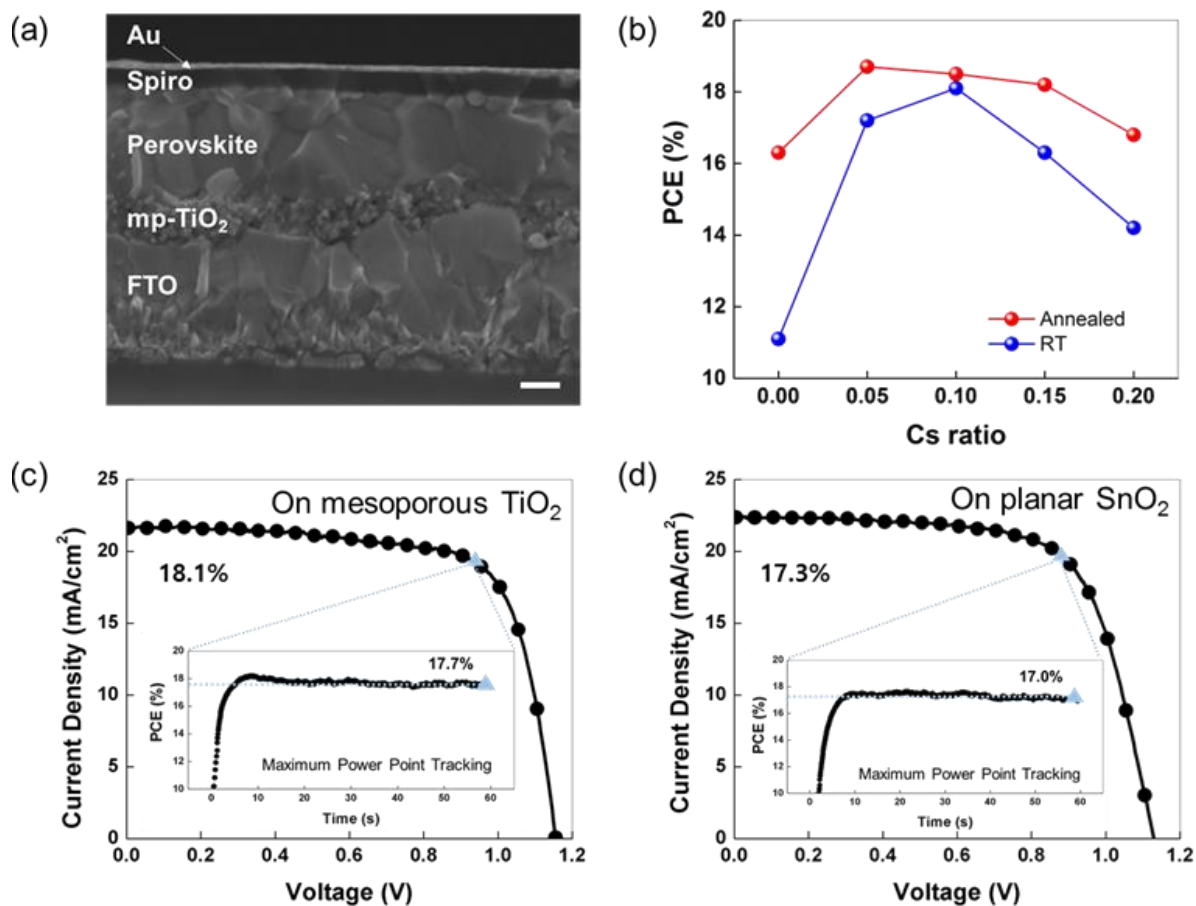 (a)
Au
Spiro
Perovskite
mp-TiO₂
FTO
(b)
20
18
16
14
12
10
PCE (%)
Annealed
RT
0.00 0.05 0.10 0.15 0.20
Cs ratio
(c)
25
20
15
10
5
0
Current Density (mA/cm²)
On mesoporous TiO₂
18.1%
20
18
16
14
12
10
PCE (%)
17.7%
Maximum Power Point Tracking
0 10 20 30 40 50 60
Time (s)
0.0 0.2 0.4 0.6 0.8 1.0 1.2
Voltage (V)
(d)
25
20
15
10
5
0
Current Density (mA/cm²)
On planar SnO₂
17.3%
20
18
16
14
12
10
PCE (%)
17.0%
Maximum Power Point Tracking
0 10 20 30 40 50 60
Time (s)
0.0 0.2 0.4 0.6 0.8 1.0 1.2
Voltage (V)